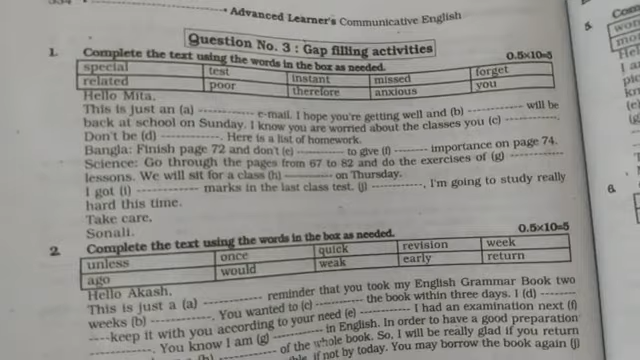 Advanced Learner's Communicative English
Question No. 3 : Gap filling activities
1. Complete the text using the words in the box as needed. 0.5×10=5
special test instant missed forget
related poor therefore anxious you
Hello Mita,
This is just an (a) ------------ e-mail. I hope you're getting well and (b) ------------ will be
back at school on Sunday. I know you are worried about the classes you (c) ------------.
Don't be (d) ------------. Here is a list of homework.
Bangla: Finish page 72 and don't (e) ------------ to give (f) -------- importance on page 74.
Science: Go through the pages from 67 to 82 and do the exercises of (g) ------------
lessons. We will sit for a class (h) ------------ on Thursday.
I got (i) ------------ marks in the last class test. (j) ------------, I'm going to study really
hard this time.
Take care.
Sonali.
2. Complete the text using the words in the box as needed. 0.5×10=5
unless once quick revision week
ago would weak early return
Hello Akash,
This is just a (a) ------------ reminder that you took my English Grammar Book two
weeks (b) ------------. You wanted to (c) ------------ the book within three days. I (d) --------
----keep it with you according to your need (e) ------------ I had an examination next (f)
------------. You know I am (g) ------------ in English. In order to have a good preparation
(h) ------------ of the whole book. So, I will be really glad if you return
if not by today. You may borrow the book again (j)
5.
6.